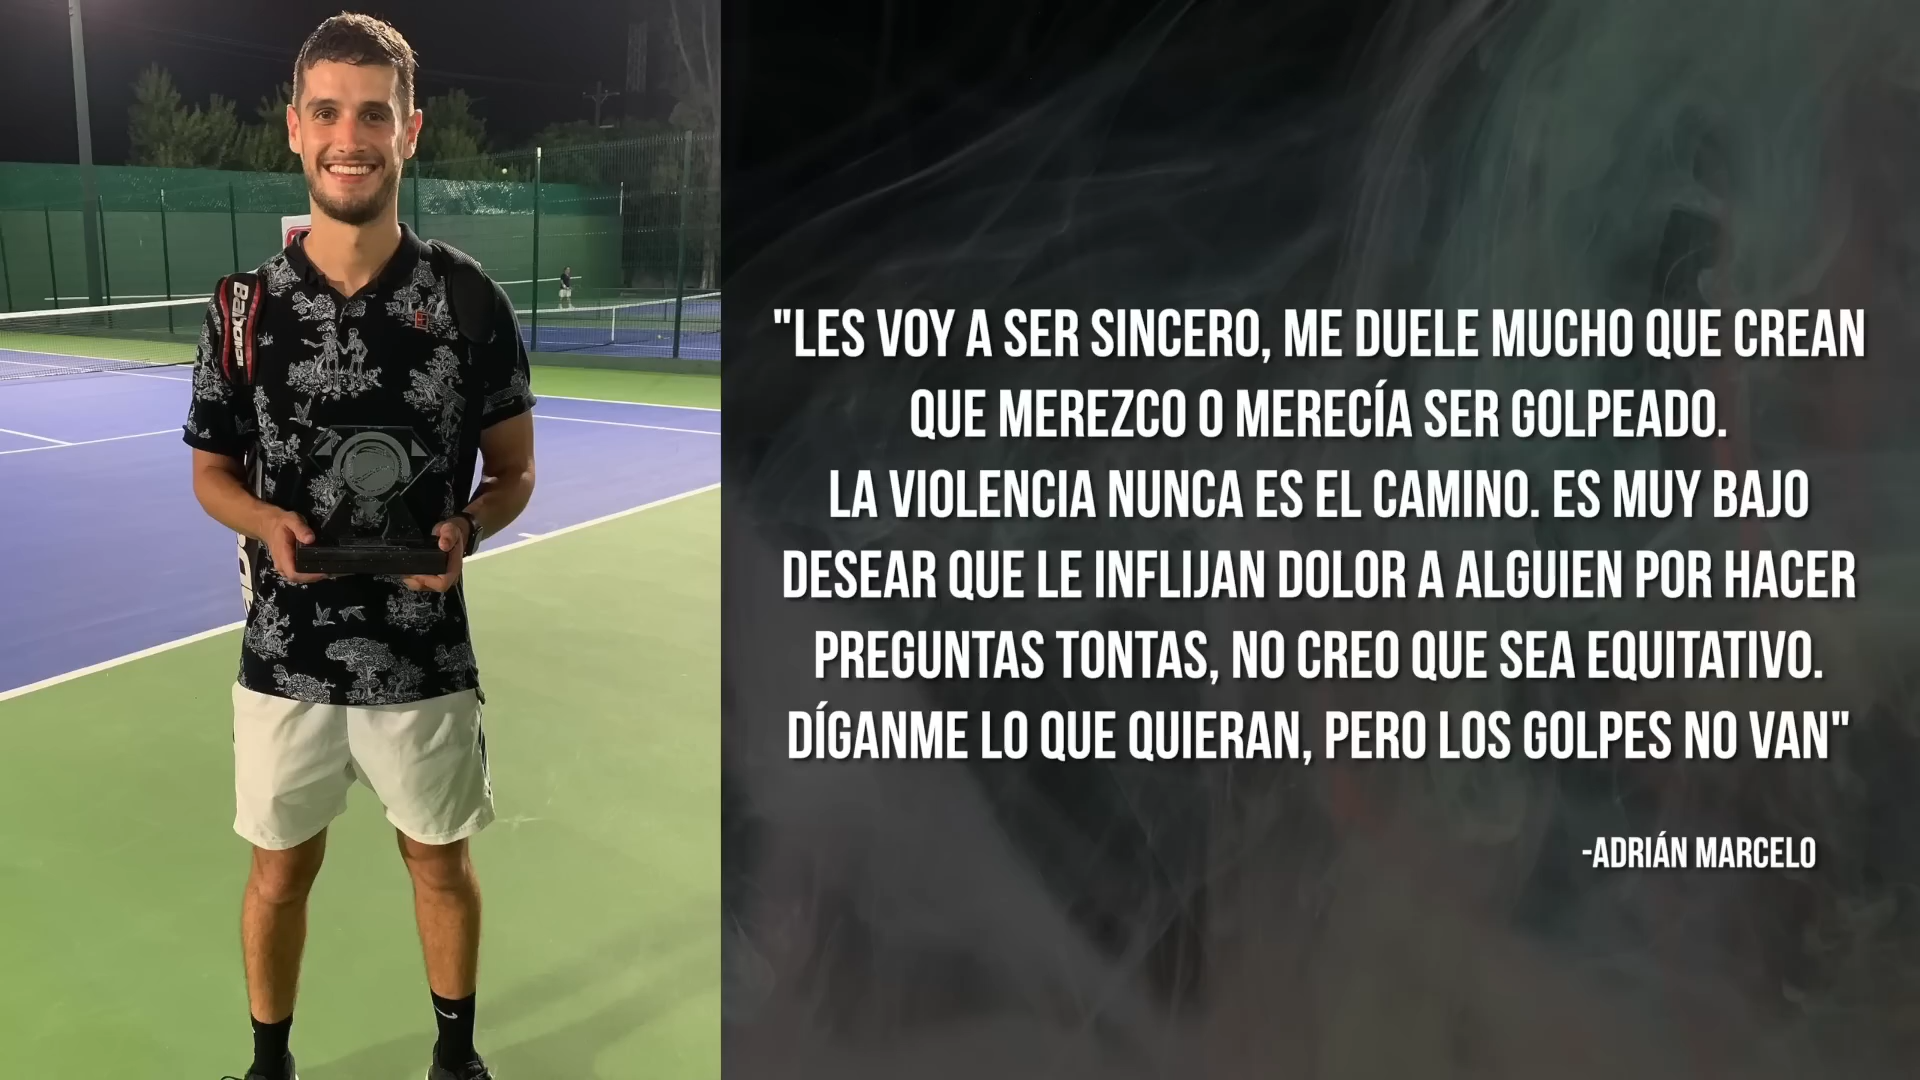 Babolat
"LES VOY A SER SINCERO, ME DUELE MUCHO QUE CREAN
QUE MEREZCO O MERECÍA SER GOLPEADO.
LA VIOLENCIA NUNCA ES EL CAMINO. ES MUY BAJO
DESEAR QUE LE INFLIJAN DOLOR A ALGUIEN POR HACER
PREGUNTAS TONTAS, NO CREO QUE SEA EQUITATIVO.
DÍGANME LO QUE QUIERAN, PERO LOS GOLPES NO VAN"
-ADRIÁN MARCELO